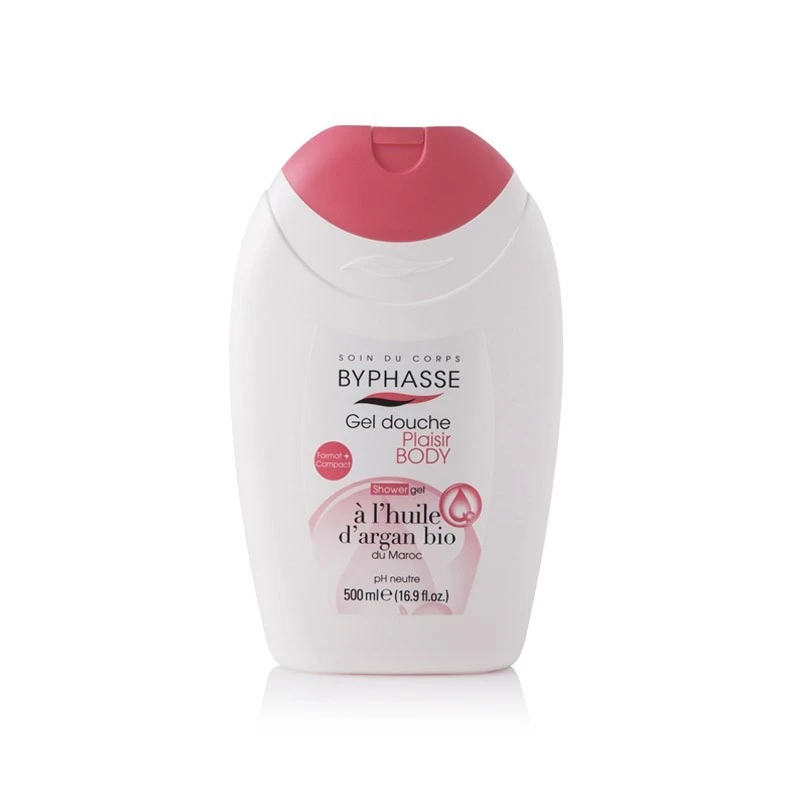 SOIN DU CORPS
BYPHASSE
Gel douche
Plaisir
BODY
Format +
Compact
Shower gel
à l'huile
d'argan bio
du Maroc
pH neutre
500 ml e (16.9 fl.oz.)